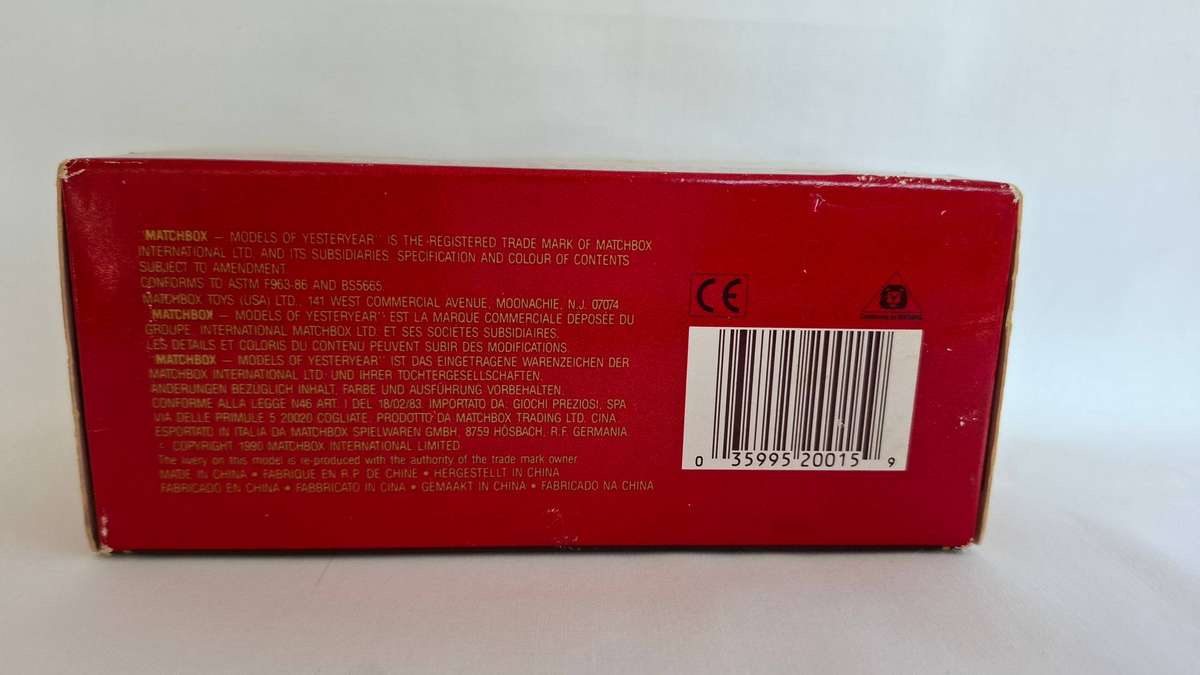 "MATCHBOX – MODELS OF YESTERYEAR" IS THE REGISTERED TRADE MARK OF MATCHBOX
INTERNATIONAL LTD. AND ITS SUBSIDIARIES. SPECIFICATION AND COLOUR OF CONTENTS
SUBJECT TO AMENDMENT
CONFORMS TO ASTM F963-86 AND BS5665.
MATCHBOX TOYS (USA) LTD., 141 WEST COMMERCIAL AVENUE, MOONACHIE, N.J. 07074
"MATCHBOX – MODELS OF YESTERYEAR" EST LA MARQUE COMMERCIALE DÉPOSÉE DU
GROUPE, INTERNATIONAL MATCHBOX LTD. ET SES SOCIETES SUBSIDIAIRES.
LES DETAILS ET COLORIS DU CONTENU PEUVENT SUBIR DES MODIFICATIONS.
"MATCHBOX – MODELS OF YESTERYEAR" IST DAS EINGETRAGENE WARENZEICHEN DER
MATCHBOX INTERNATIONAL LTD. UND IHRER TOCHTERGESELLSCHAFTEN.
ÄNDERUNGEN BEZÜGLICH INHALT, FARBE UND AUSFÜHRUNG VORBEHALTEN.
CONFORME ALLA LEGGE N46 ART. I DEL 18/02/83. IMPORTATO DA: GIOCHI PREZIOSI, SPA
VIA DELLE PRIMULE 5 20020 COGLIATE. PRODOTTO DA MATCHBOX TRADING LTD. CINA.
ESPORTATO IN ITALIA DA MATCHBOX SPIELWAREN GMBH. 8759 HÖSBACH, R.F. GERMANIA
© COPYRIGHT 1990 MATCHBOX INTERNATIONAL LIMITED
The livery on this model is re-produced with the authority of the trade mark owner
MADE IN CHINA • FABRIQUE EN R.P. DE CHINE • HERGESTELLT IN CHINA
FABRICADO EN CHINA • FABBRICATO IN CINA • GEMAAKT IN CHINA • FABRICADO NA CHINA
CE
0 35995 20015 9